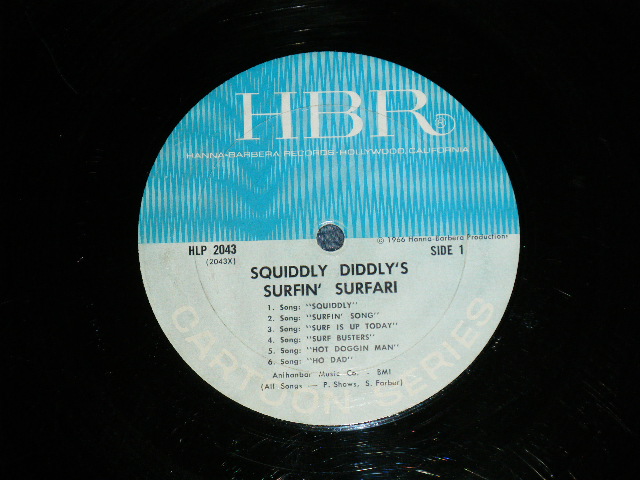 HBR ®
HANNA-BARBERA RECORDS-HOLLYWOOD, CALIFORNIA
© 1966 Hanna-Barbera Productions
HLP 2043
(2043X)
SIDE 1
SQUIDDLY DIDDLY'S
SURFIN' SURFARI
1. Song: "SQUIDDLY"
2. Song: "SURFIN' SONG"
3. Song: "SURF IS UP TODAY"
4. Song: "SURF BUSTERS"
5. Song: "HOT DOGGIN MAN"
6. Song: "HO DAD"
Anihanbar Music Co. - BMI
(All Songs — P. Shows, S. Farber)
CARTOON SERIES